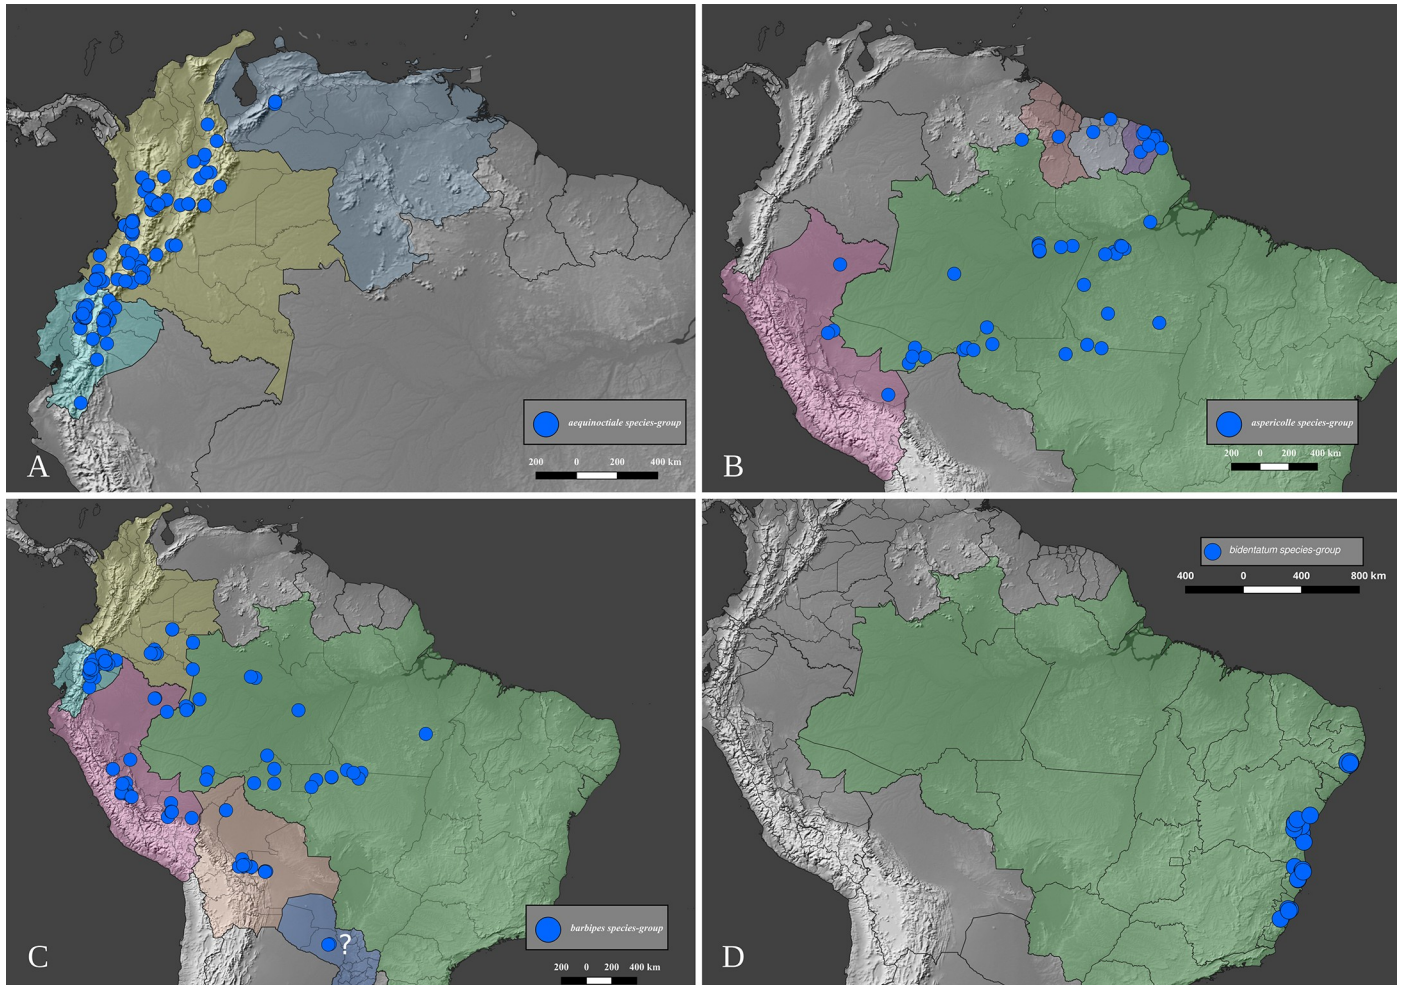 aequinoctiale species-group
200 0 200 400 km
A
aspericolle species-group
200 0 200 400 km
B
barbipes species-group
?
200 0 200 400 km
C
bidentatum species-group
400 0 400 800 km
D